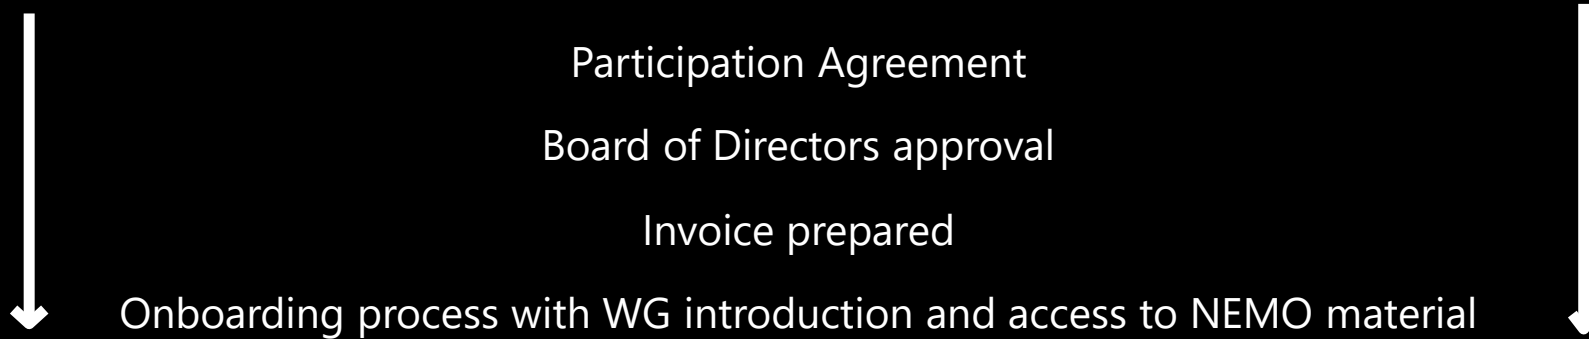 Participation Agreement
Board of Directors approval
Invoice prepared
Onboarding process with WG introduction and access to NEMO material